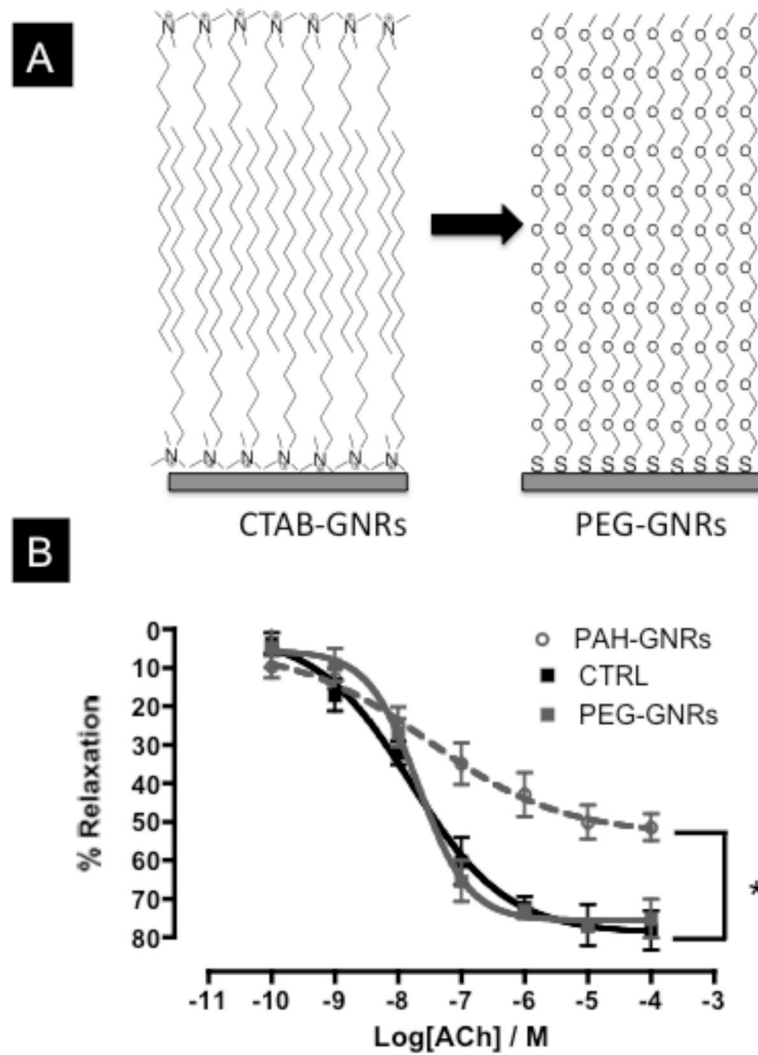 A
N N N N N N N
O O O O O O O O O O
O O O O O O O O O O
O O O O O O O O O O
O O O O O O O O O O
O O O O O O O O O O
O O O O O O O O O O
O O O O O O O O O O
O O O O O O O O O O
O O O O O O O O O O
O O O O O O O O O O
O O O O O O O O O O
N N N N N N N
S S S S S S S S S S
CTAB-GNRs
PEG-GNRs
B
% Relaxation
0
10
20
30
40
50
60
70
80
PAH-GNRs
CTRL
PEG-GNRs
*
-11 -10 -9 -8 -7 -6 -5 -4 -3
Log[ACh] / M